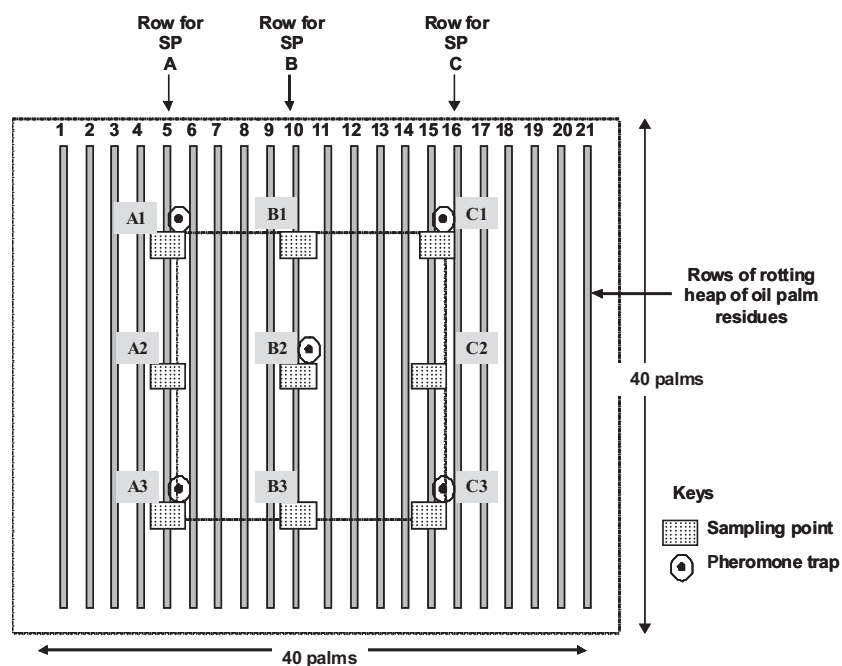 Row for
SP
A
Row for
SP
B
Row for
SP
C
1 2 3 4 5 6 7 8 9 10 11 12 13 14 15 16 17 18 19 20 21
A1 B1 C1
Rows of rotting
heap of oil palm
residues
A2 B2 C2
40 palms
A3 B3 C3
Keys
Sampling point
Pheromone trap
40 palms